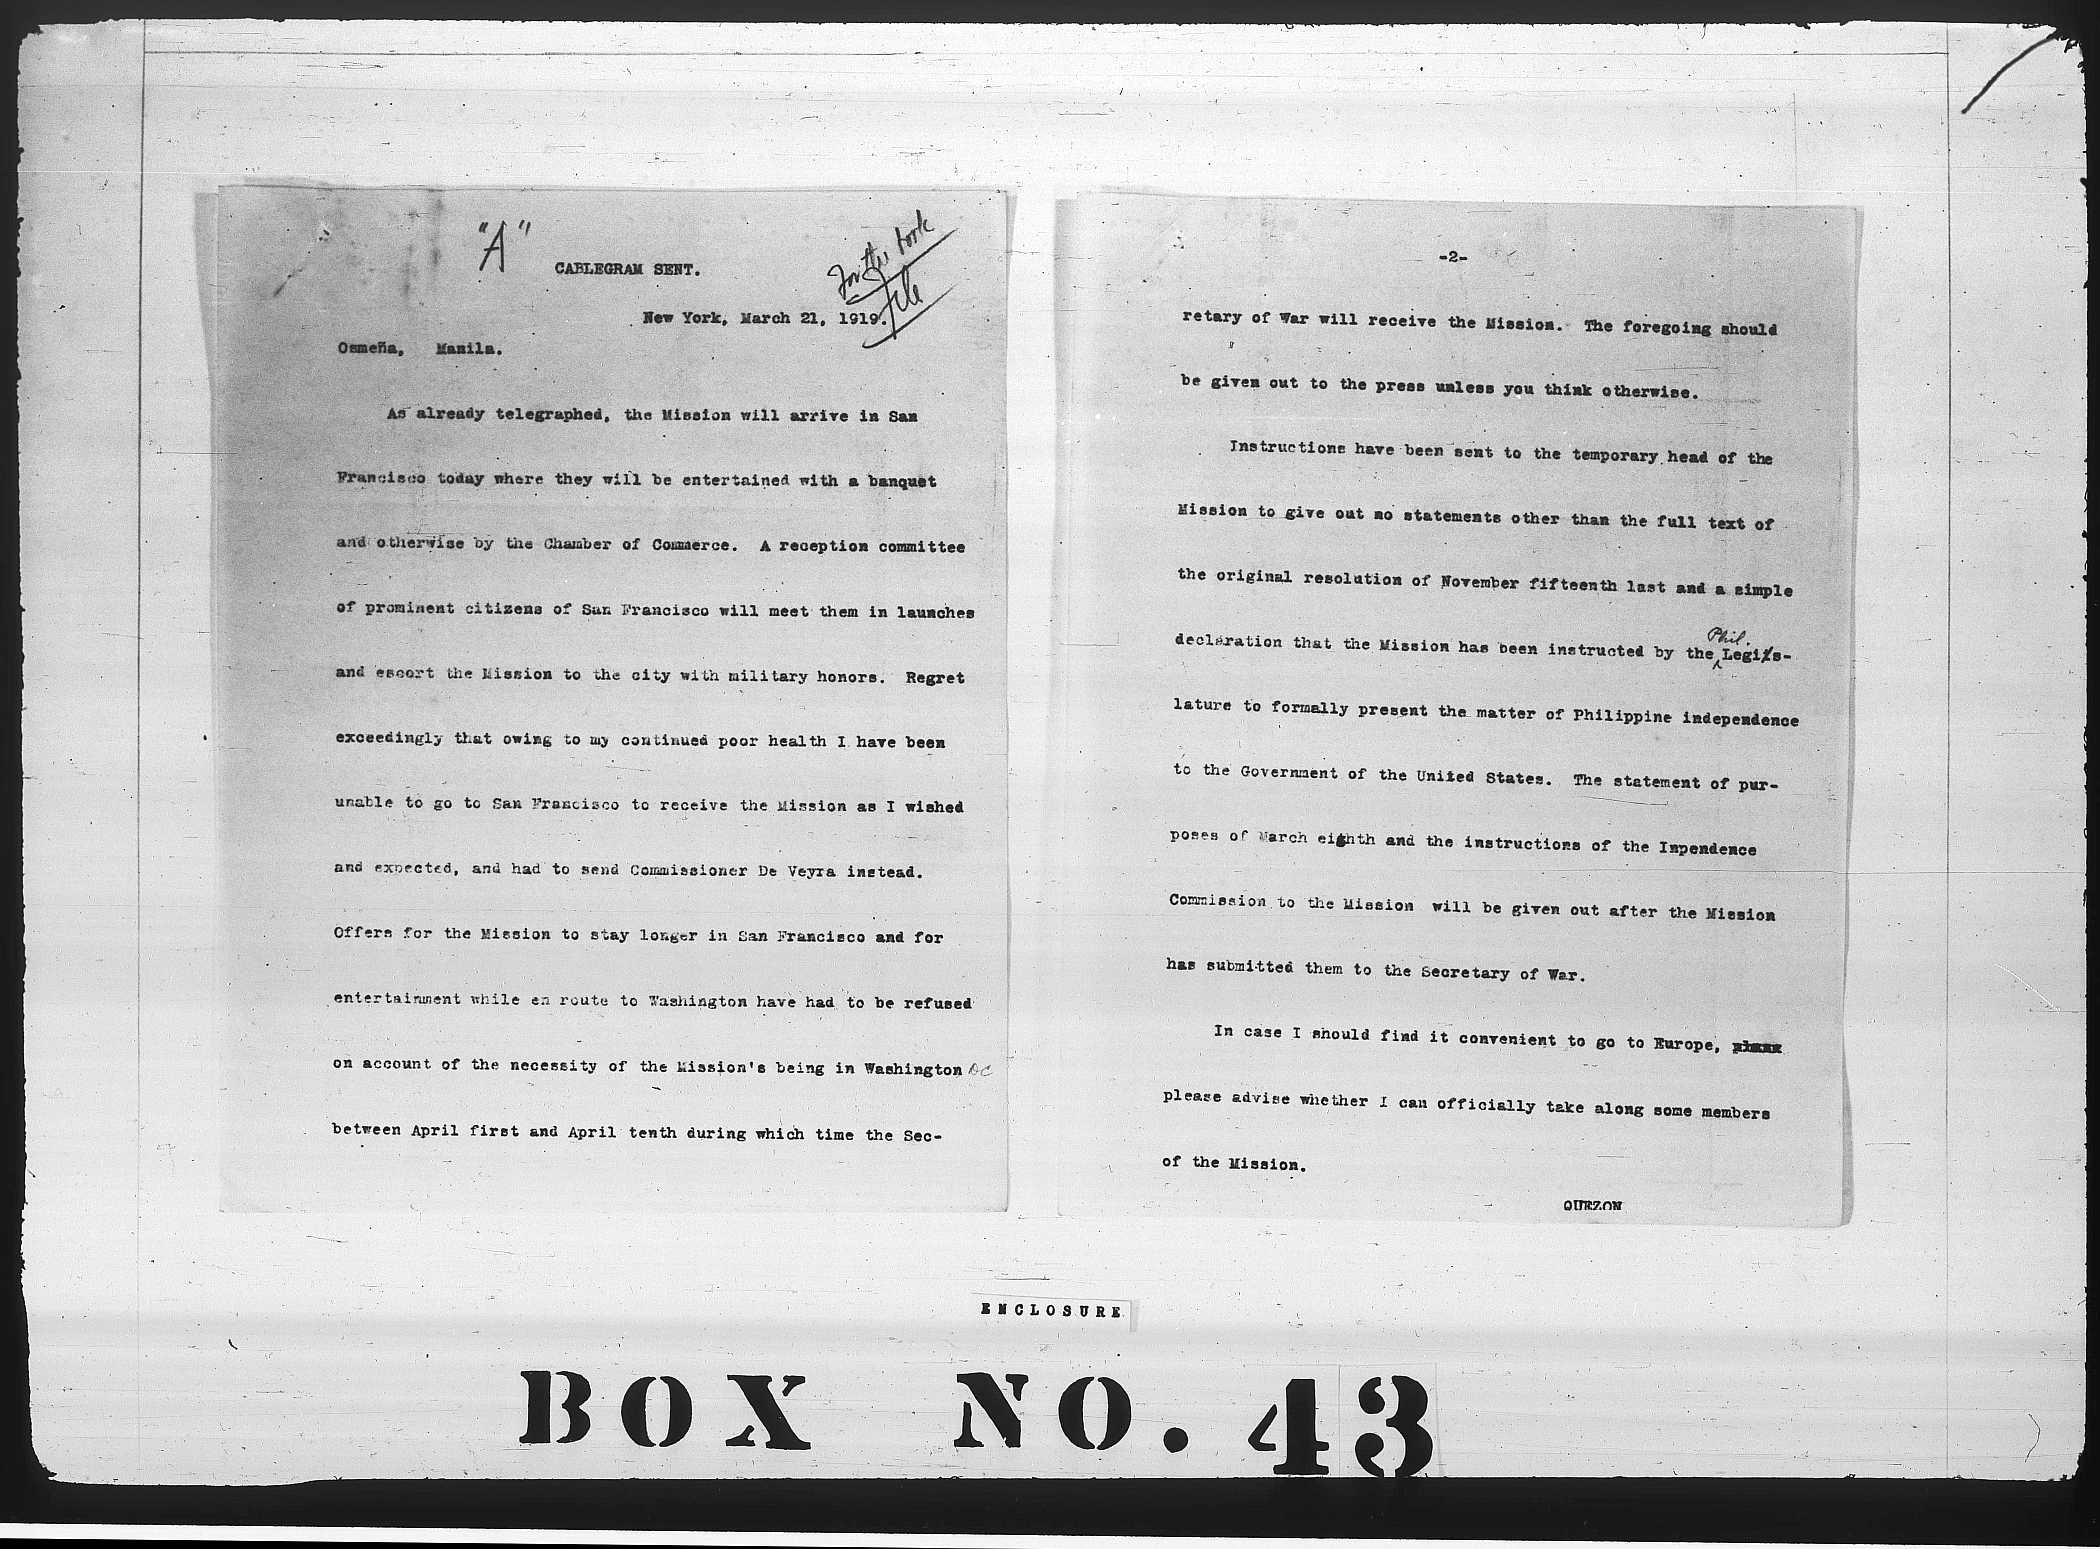 "A"
For the book
File
CABLEGRAM SENT.
New York, March 21, 1919.
Osmeña, Manila.
As already telegraphed, the Mission will arrive in San
Francisco today where they will be entertained with a banquet
and otherwise by the Chamber of Commerce. A reception committee
of prominent citizens of San Francisco will meet them in launches
and escort the Mission to the city with military honors. Regret
exceedingly that owing to my continued poor health I have been
unable to go to San Francisco to receive the Mission as I wished
and expected, and had to send Commissioner De Veyra instead.
Offers for the Mission to stay longer in San Francisco and for
entertainment while en route to Washington have had to be refused
on account of the necessity of the Mission's being in Washington DC
between April first and April tenth during which time the Sec-
-2-
retary of War will receive the Mission. The foregoing should
be given out to the press unless you think otherwise.
Instructions have been sent to the temporary head of the
Mission to give out no statements other than the full text of
the original resolution of November fifteenth last and a simple
declaration that the Mission has been instructed by the Phil. Legis-
lature to formally present the matter of Philippine independence
to the Government of the United States. The statement of pur-
poses of March eighth and the instructions of the Inpendence
Commission to the Mission will be given out after the Mission
has submitted them to the Secretary of War.
In case I should find it convenient to go to Europe,
please advise whether I can officially take along some members
of the Mission.
QUEZON
ENCLOSURE
BOX NO. 43